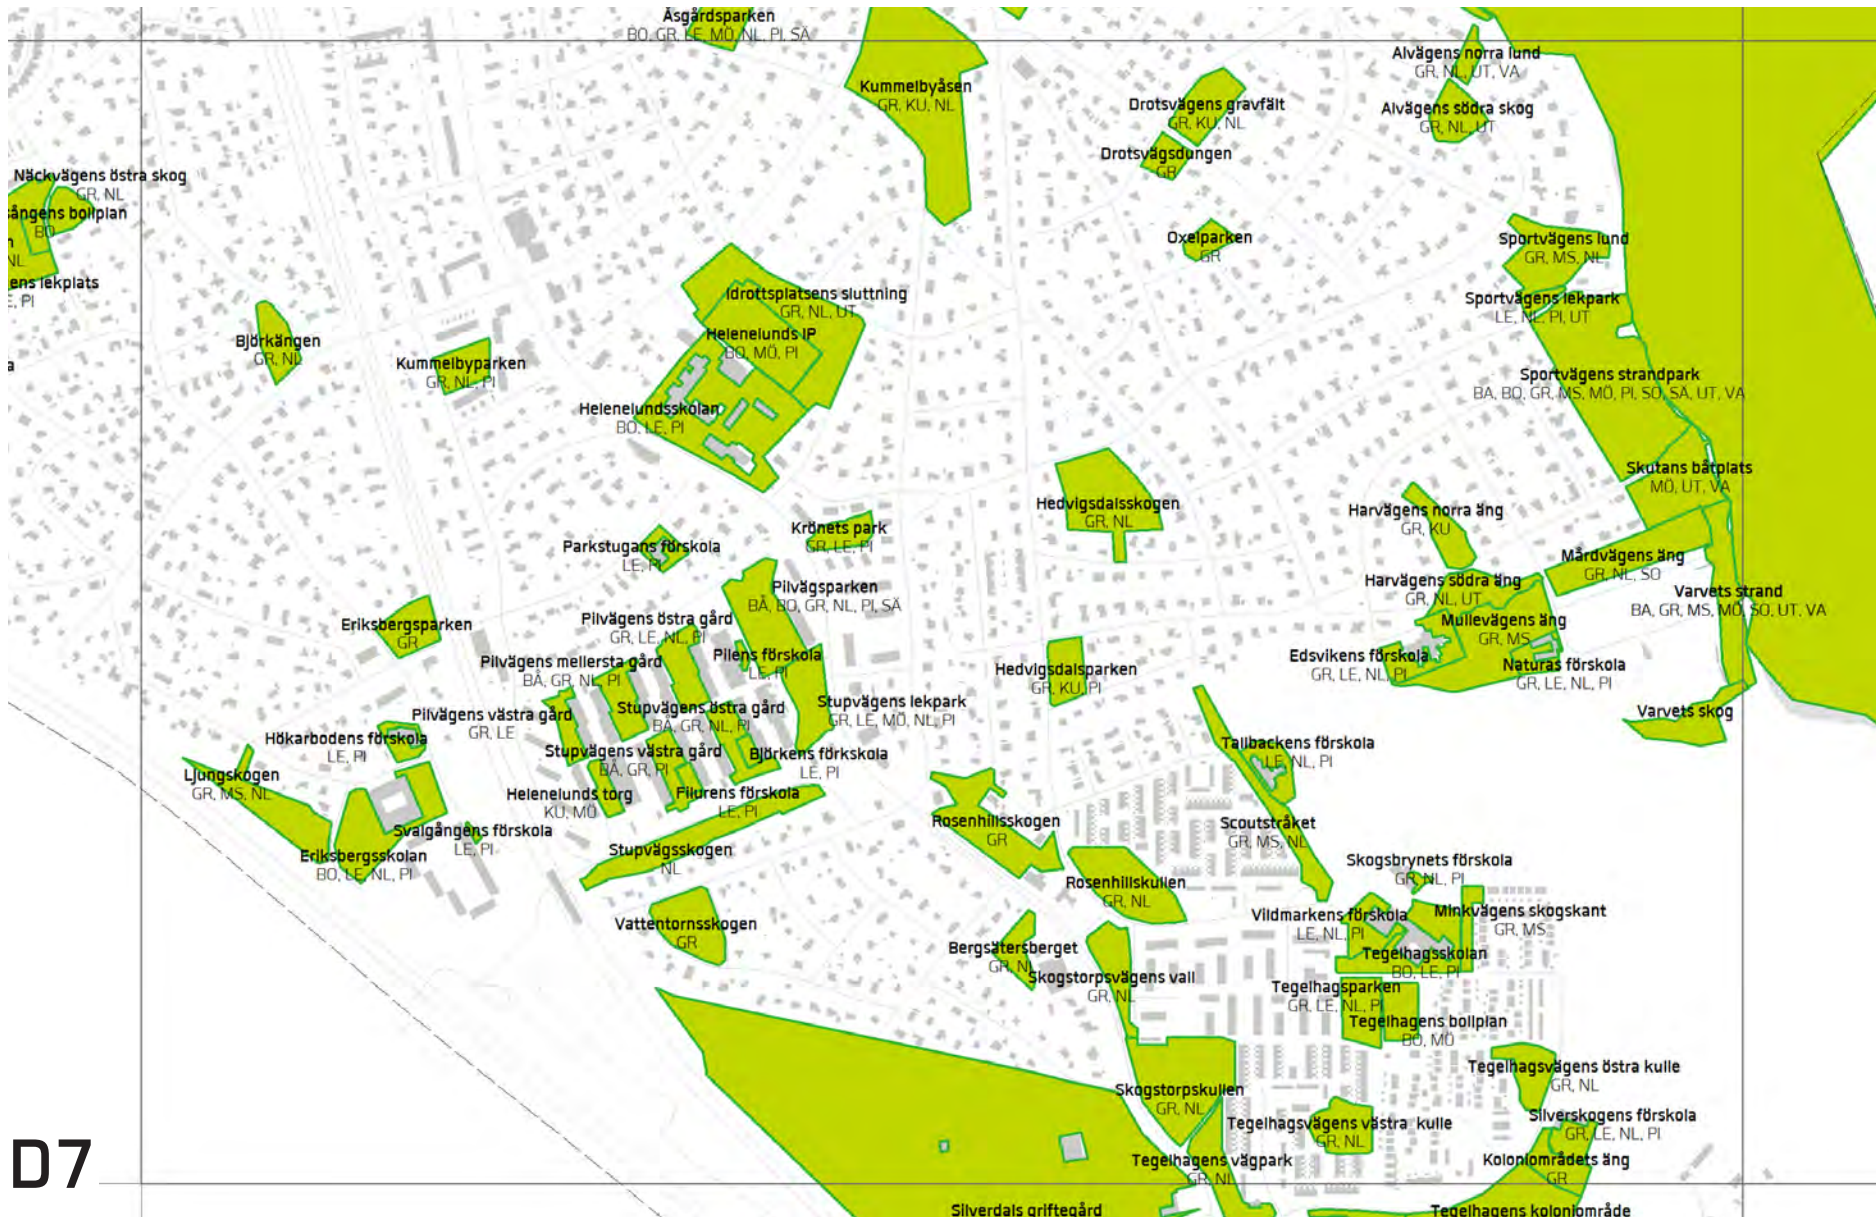 Åsgårdsparken
BO, GR, LE, MÖ, NL, PI, SÄ
Kummelbyåsen
GR, KU, NL
Drotsvägens gravfält
GR, KU, NL
Drotsvägsdungen
GR
Alvägens norra lund
GR, NL, UT, VA
Alvägens södra skog
GR, NL, UT
Näckvägens östra skog
GR, NL
ångens bollplan
BO
NL
ens lekplats
PI
Oxelparken
GR
Sportvägens lund
GR, MS, NL
Sportvägens lekpark
LE, NL, PI, UT
Idrottsplatsens sluttning
GR, NL, UT
Helenelunds IP
BO, MÖ, PI
Björkängen
GR, NL
Kummelbyparken
GR, NL, PI
Sportvägens strandpark
BA, BO, GR, MS, MÖ, PI, SO, SÄ, UT, VA
Helenelundsskolan
BO, LE, PI
Skutans båtplats
MÖ, UT, VA
Hedvigsdalsskogen
GR, NL
Harvägens norra äng
GR, KU
Krönets park
GR, LE, PI
Parkstugans förskola
LE, PI
Mårdvägens äng
GR, NL, SO
Pilvägsparken
BÅ, BO, GR, NL, PI, SÄ
Harvägens södra äng
GR, NL, UT
Varvets strand
BA, GR, MS, MÖ, SO, UT, VA
Eriksbergsparken
GR
Pilvägens östra gård
GR, LE, NL, PI
Mullevägens äng
GR, MS
Pilvägens mellersta gård
BÅ, GR, NL, PI
Pilens förskola
LE, PI
Hedvigsdalsparken
GR, KU, PI
Edsvikens förskola
GR, LE, NL, PI
Naturas förskola
GR, LE, NL, PI
Stupvägens lekpark
GR, LE, MÖ, NL, PI
Stupvägens östra gård
BÅ, GR, NL, PI
Pilvägens västra gård
GR, LE
Varvets skog
Hökarbodens förskola
LE, PI
Stupvägens västra gård
BÅ, GR, PI
Björkens förkskola
LE, PI
Tallbackens förskola
LE, NL, PI
Ljungskogen
GR, MS, NL
Helenelunds torg
KU, MÖ
Filurens förskola
LE, PI
Svalgångens förskola
LE, PI
Rosenhillsskogen
GR
Scoutstråket
GR, MS, NL
Eriksbergsskolan
BO, LE, NL, PI
Stupvägsskogen
NL
Skogsbrynets förskola
GR, NL, PI
Rosenhillskullen
GR, NL
Vildmarkens förskola
LE, NL, PI
Minkvägens skogskant
GR, MS
Vattentornsskogen
GR
Bergsätersberget
GR, NL
Tegelhagsskolan
BO, LE, PI
Skogstorpsvägens vall
GR, NL
Tegelhagsparken
GR, LE, NL, PI
Tegelhagens bollplan
BO, MÖ
Tegelhagsvägens östra kulle
GR, NL
Skogstorpskullen
GR, NL
Tegelhagsvägens västra kulle
GR, NL
Silverskogens förskola
GR, LE, NL, PI
Tegelhagens vägpark
GR, NL
Koloniområdets äng
GR
D7
Silverdals griftegård
Tegelhagens koloniområde